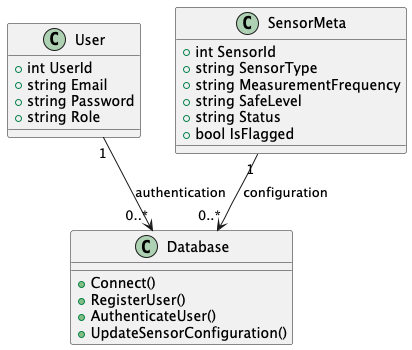 C User
int UserId
string Email
string Password
string Role
C SensorMeta
int SensorId
string SensorType
string MeasurementFrequency
string SafeLevel
string Status
bool IsFlagged
1
1
authentication
configuration
0..*
0..*
C Database
Connect()
RegisterUser()
AuthenticateUser()
UpdateSensorConfiguration()